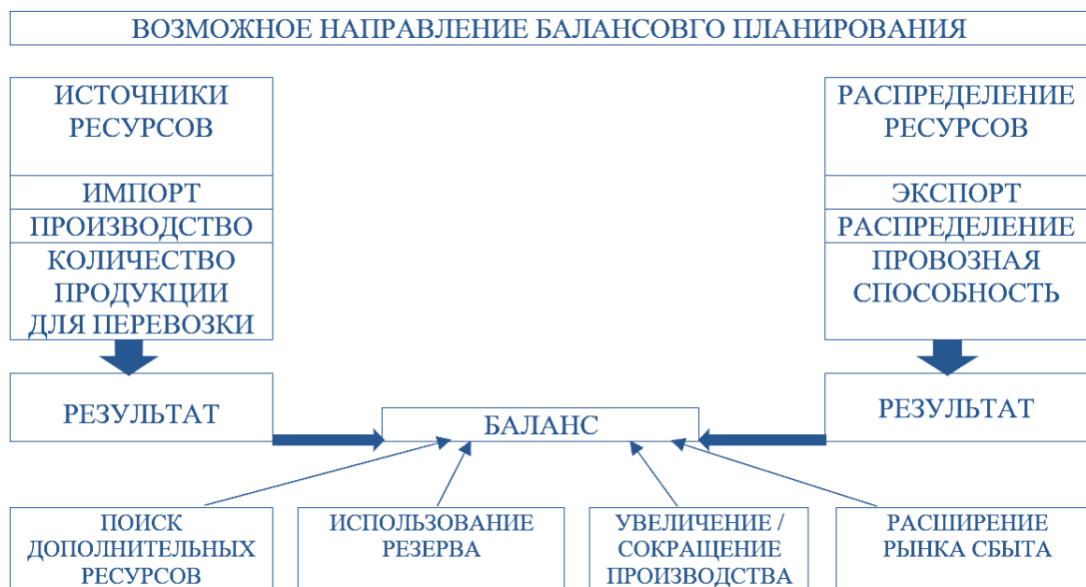 ВОЗМОЖНОЕ НАПРАВЛЕНИЕ БАЛАНСОВГО ПЛАНИРОВАНИЯ
ИСТОЧНИКИ
РЕСУРСОВ
ИМПОРТ
ПРОИЗВОДСТВО
КОЛИЧЕСТВО
ПРОДУКЦИИ
ДЛЯ ПЕРЕВОЗКИ
РЕЗУЛЬТАТ
РАСПРЕДЕЛЕНИЕ
РЕСУРСОВ
ЭКСПОРТ
РАСПРЕДЕЛЕНИЕ
ПРОВОЗНАЯ
СПОСОБНОСТЬ
РЕЗУЛЬТАТ
БАЛАНС
ПОИСК
ДОПОЛНИТЕЛЬНЫХ
РЕСУРСОВ
ИСПОЛЬЗОВАНИЕ
РЕЗЕРВА
УВЕЛИЧЕНИЕ /
СОКРАЩЕНИЕ
ПРОИЗВОДСТВА
РАСШИРЕНИЕ
РЫНКА СБЫТА